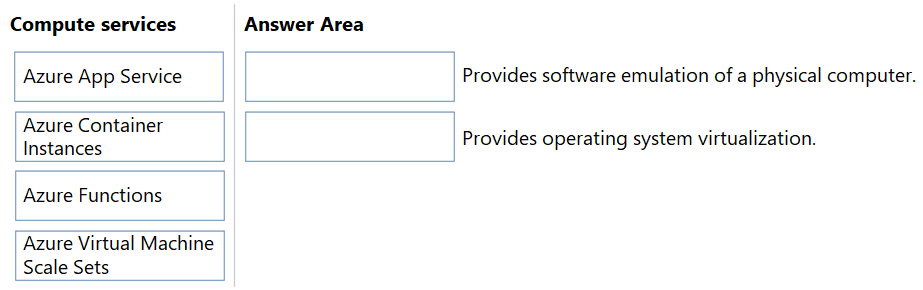 Compute services
Answer Area
Azure App Service
Provides software emulation of a physical computer.
Azure Container
Instances
Provides operating system virtualization.
Azure Functions
Azure Virtual Machine
Scale Sets